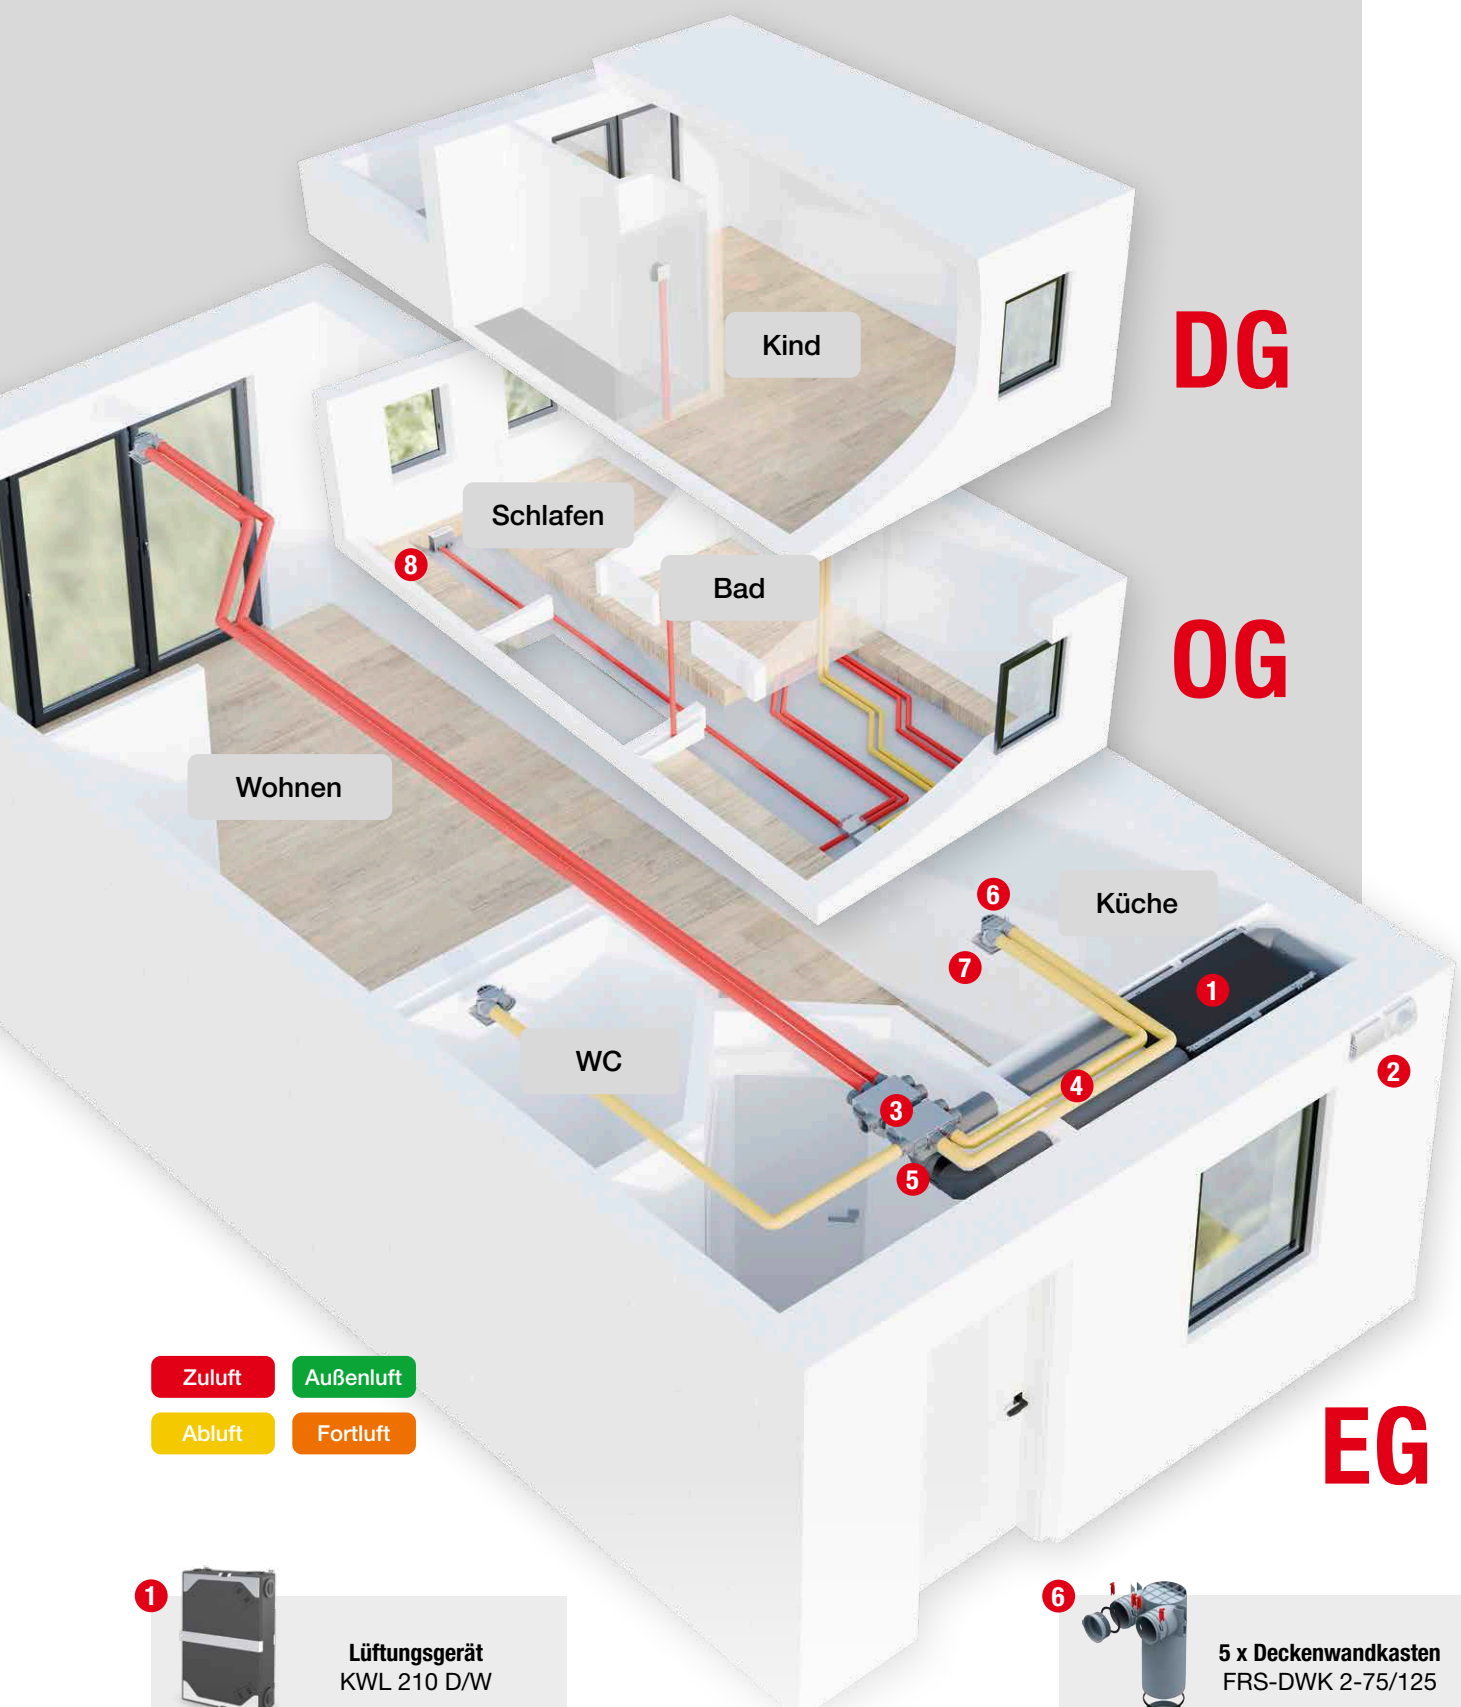 Kind
DG
Schlafen
8
Bad
OG
Wohnen
6
Küche
7
1
2
WC
3
4
5
Zuluft
Außenluft
Abluft
Fortluft
EG
1
Lüftungsgerät
KWL 210 D/W
6
5 x Deckenwandkasten
FRS-DWK 2-75/125